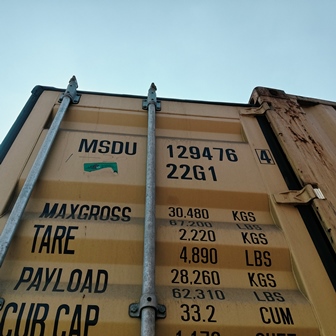 MSDU 129476 4
22G1
MAXGROSS 30.480 KGS
67.200 LBS
TARE 2.220 KGS
4.890 LBS
PAYLOAD 28.260 KGS
62.310 LBS
CUB CAP 33.2 CUM